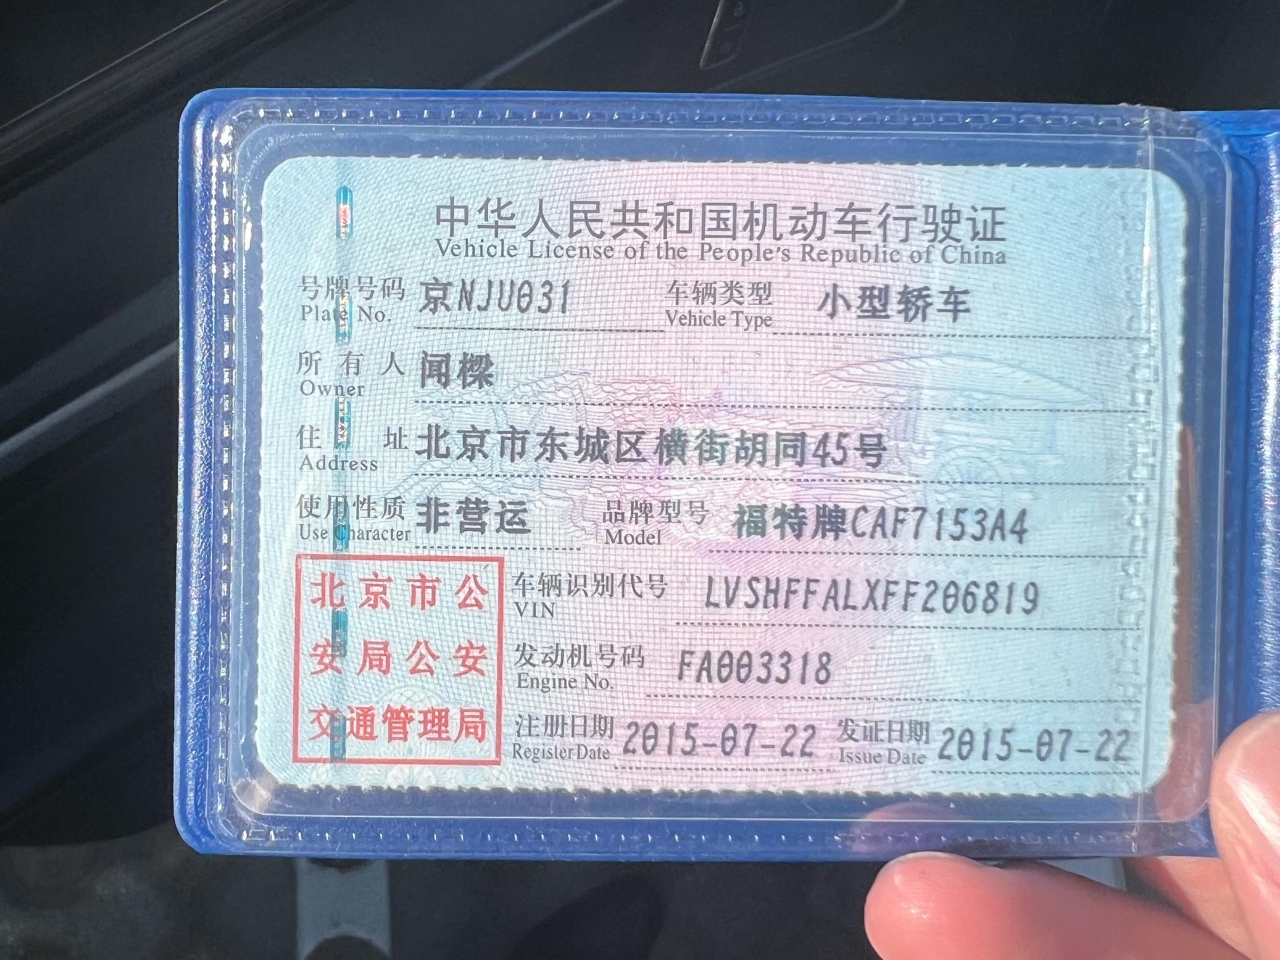 中华人民共和国机动车行驶证
Vehicle License of the People's Republic of China
号牌号码 京NJU031 车辆类型 小型轿车
Plate No. Vehicle Type
所有人 闻樑
Owner
住址 北京市东城区横街胡同45号
Address
使用性质 非营运 品牌型号 福特牌CAF7153A4
Use Character Model
北京市公
安局公安
交通管理局
车辆识别代号 LVSHFFALXFF206819
VIN
发动机号码 FA003318
Engine No.
注册日期 2015-07-22 发证日期 2015-07-22
Register Date Issue Date